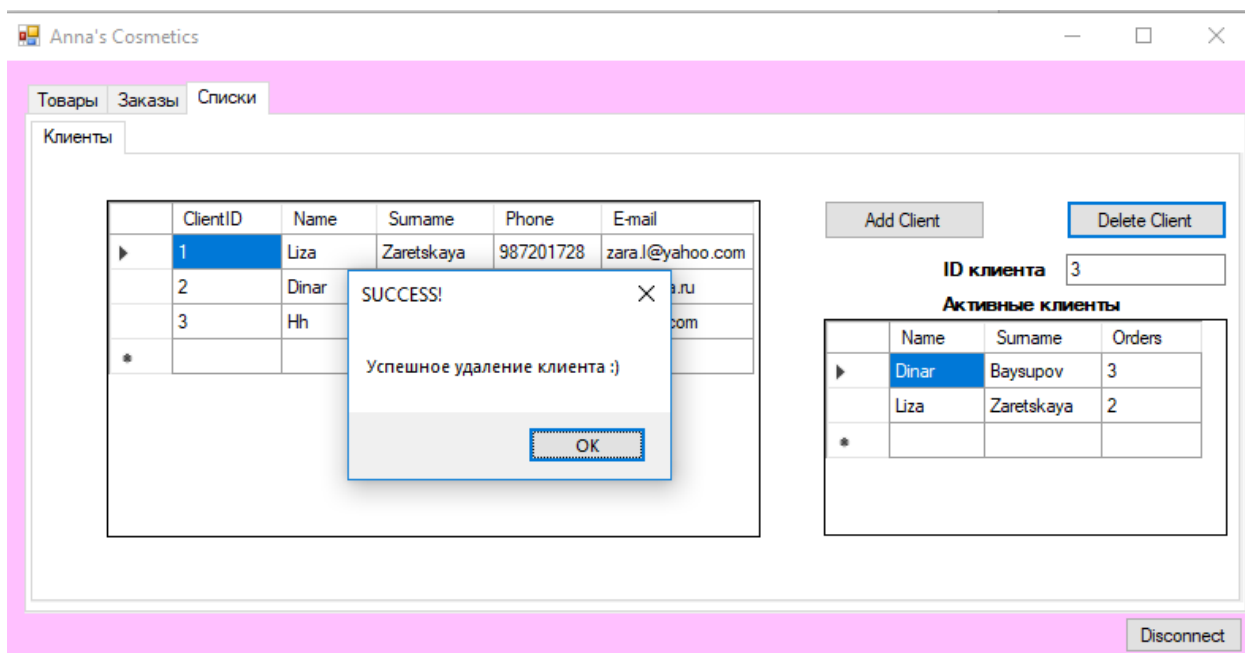 Anna's Cosmetics
Товары Заказы Списки
Клиенты
ClientID Name Surname Phone E-mail
1 Liza Zaretskaya 987201728 zara.l@yahoo.com
2 Dinar
3 Hh
SUCCESS!
Успешное удаление клиента :)
OK
Add Client Delete Client
ID клиента 3
Активные клиенты
Name Surname Orders
Dinar Baysupov 3
Liza Zaretskaya 2
Disconnect